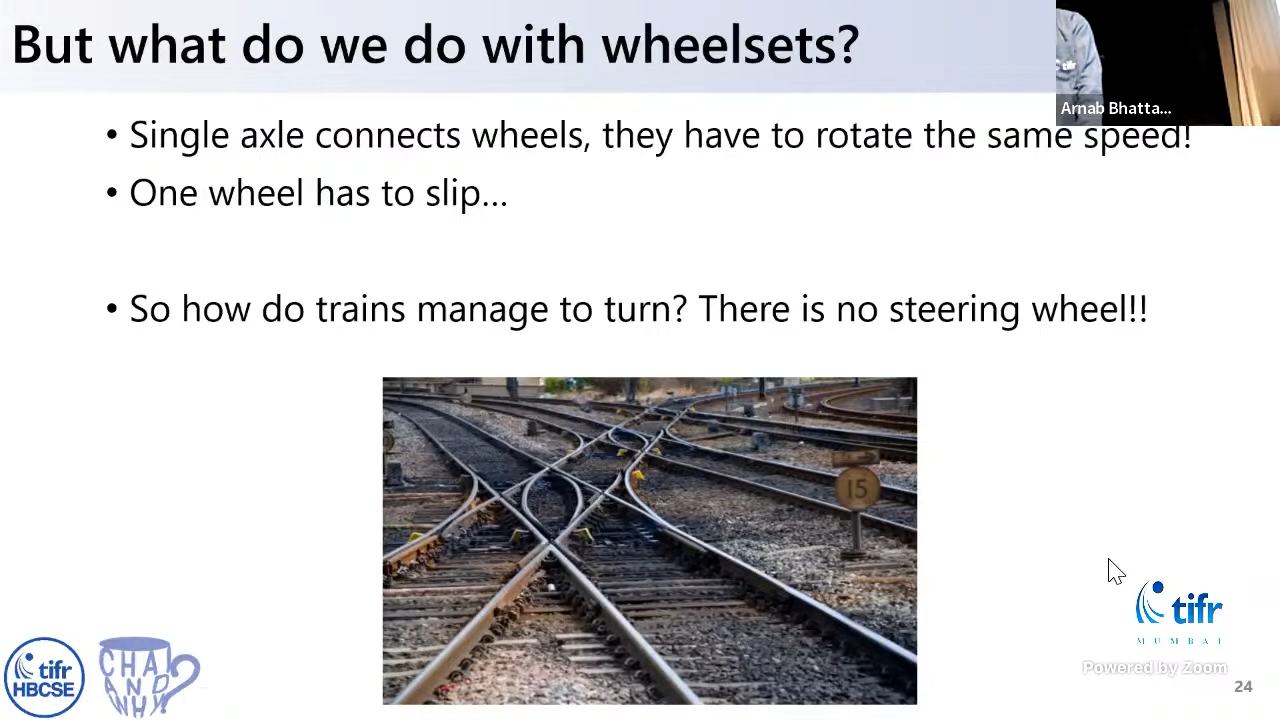 But what do we do with wheelsets?
tifr
Arnab Bhatta...
• Single axle connects wheels, they have to rotate the same speed!
• One wheel has to slip...
• So how do trains manage to turn? There is no steering wheel!!
15
tifr
MUMBAI
Powered by Zoom
tifr
HBCSE
CHAI
AND
WHY?
24